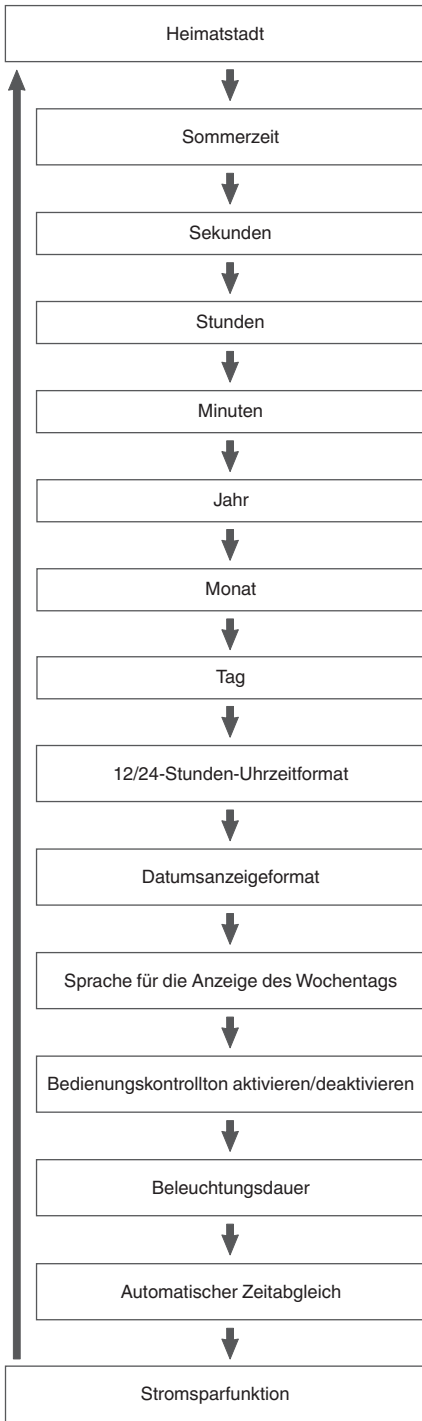 Heimatstadt
Sommerzeit
Sekunden
Stunden
Minuten
Jahr
Monat
Tag
12/24-Stunden-Uhrzeitformat
Datumsanzeigeformat
Sprache für die Anzeige des Wochentags
Bedienungskontrollton aktivieren/deaktivieren
Beleuchtungsdauer
Automatischer Zeitabgleich
Stromsparfunktion